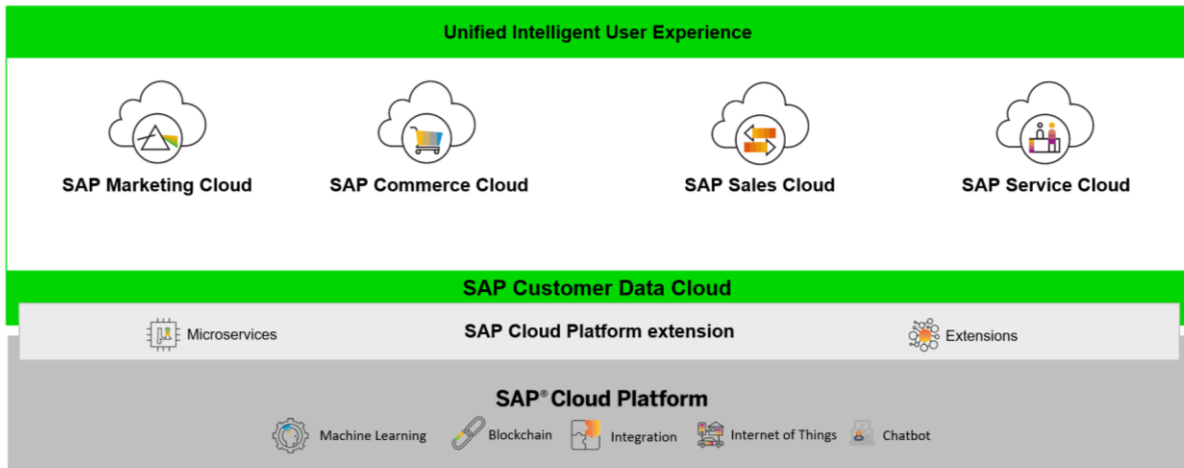 Unified Intelligent User Experience
SAP Marketing Cloud
SAP Commerce Cloud
SAP Sales Cloud
SAP Service Cloud
SAP Customer Data Cloud
Microservices
SAP Cloud Platform extension
Extensions
SAP® Cloud Platform
Machine Learning
Blockchain
Integration
Internet of Things
Chatbot